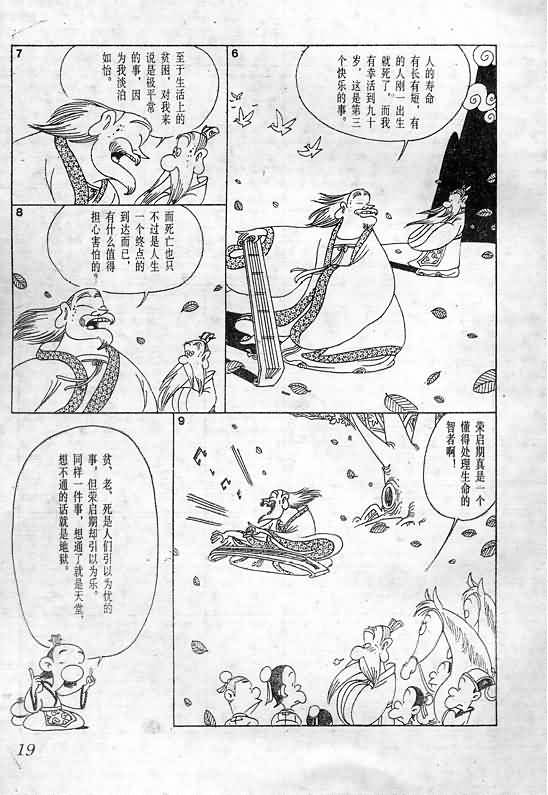 6
人的寿命
有长有短，有
的人刚一出生
就死了，而我
有幸活到九十
岁，这是第三
个快乐的事。
7
至于生活上的
贫困，对我来
说是极平常
的事，因
为我淡泊
如怡。
8
而死亡也只
不过是人生
一个终点的
到达而已，
有什么值得
担心害怕的。
9
荣启期真是一个
懂得处理生命的
智者啊！
贫、老、死是人们引以为忧的
事，但荣启期却引以为乐。
同样一件事，想通了就是天堂，
想不通的话就是地狱。
19